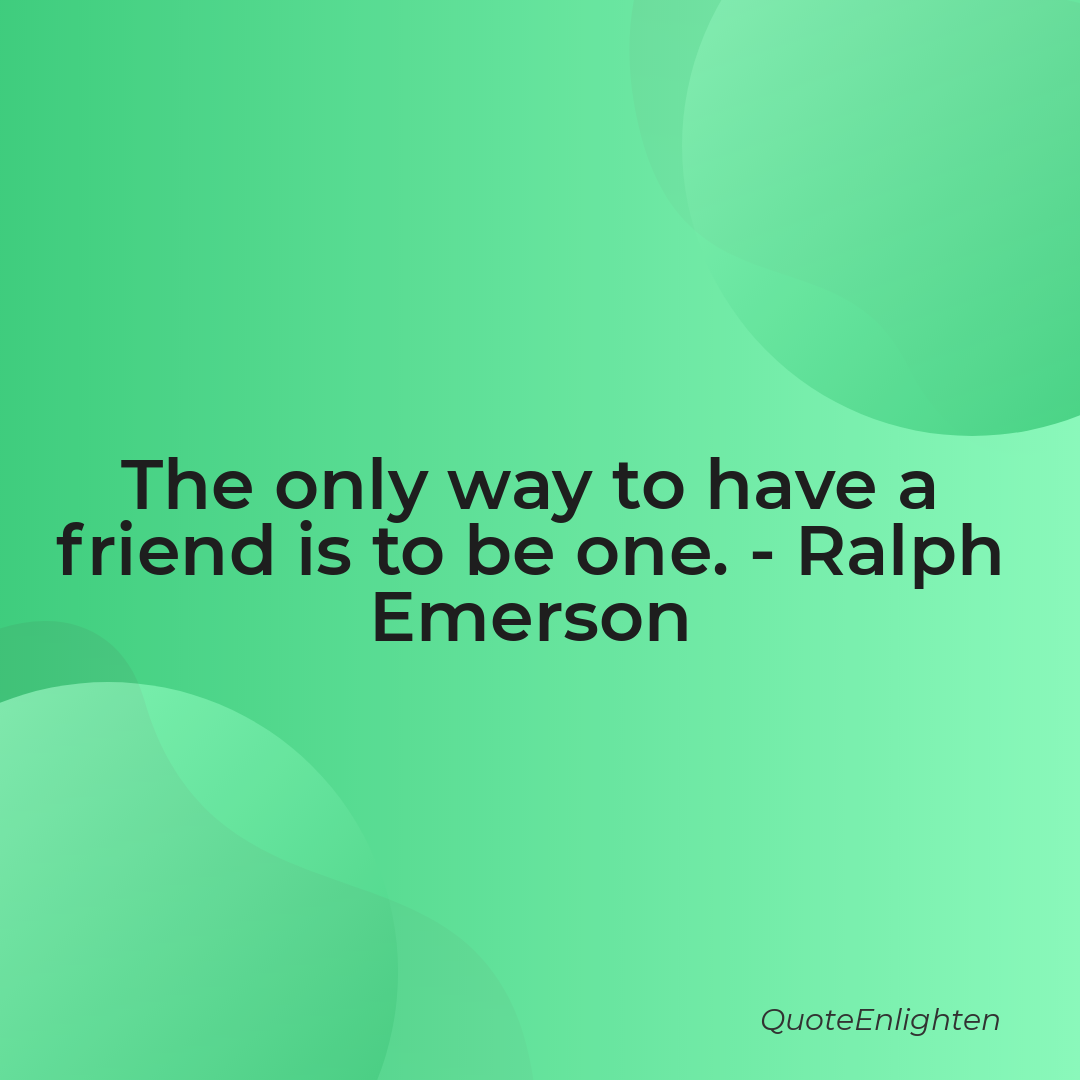 The only way to have a
friend is to be one. - Ralph
Emerson
QuoteEnlighten